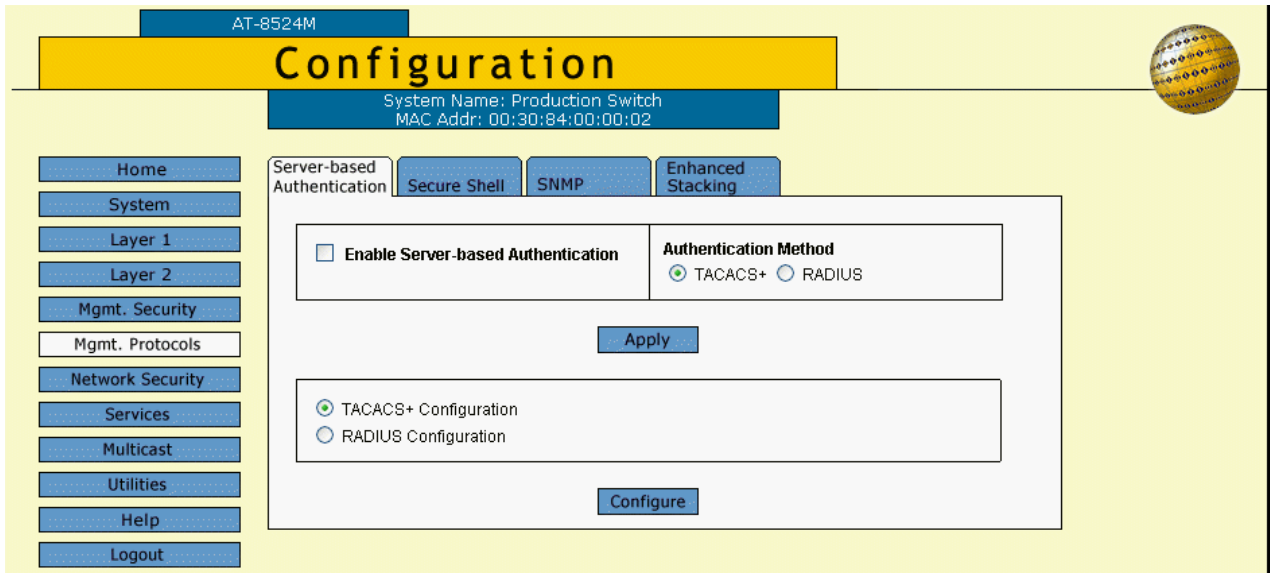 AT-8524M
Configuration
System Name: Production Switch
MAC Addr: 00:30:84:00:00:02
Home
System
Layer 1
Layer 2
Mgmt. Security
Mgmt. Protocols
Network Security
Services
Multicast
Utilities
Help
Logout
Server-based
Authentication
Secure Shell
SNMP
Enhanced
Stacking
Enable Server-based Authentication
Authentication Method
TACACS+ RADIUS
Apply
TACACS+ Configuration
RADIUS Configuration
Configure